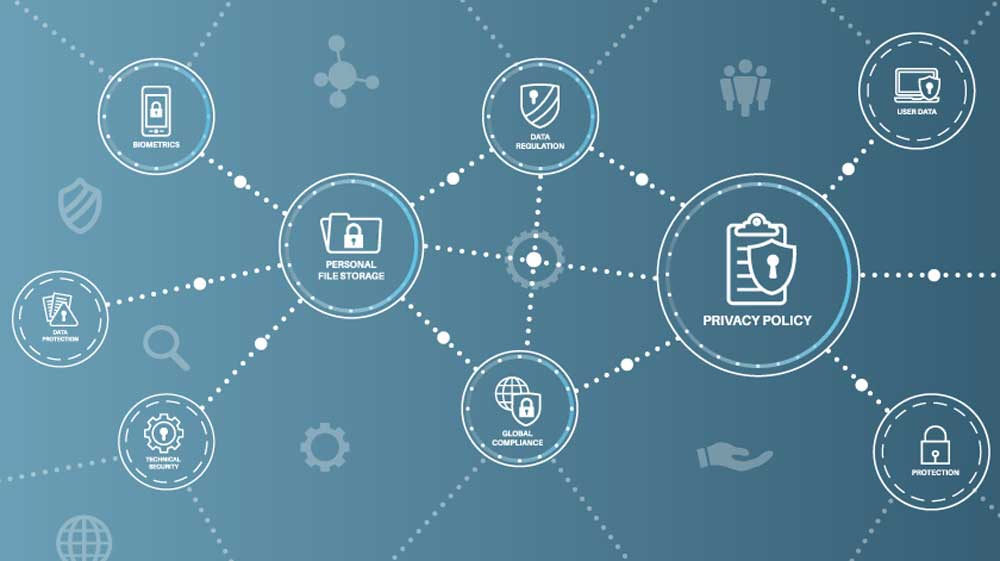 BIOMETRICS
DATA
REGULATION
USER DATA
PERSONAL
FILE STORAGE
PRIVACY POLICY
DATA
PROTECTION
TECHNICAL
SECURITY
GLOBAL
COMPLIANCE
PROTECTION